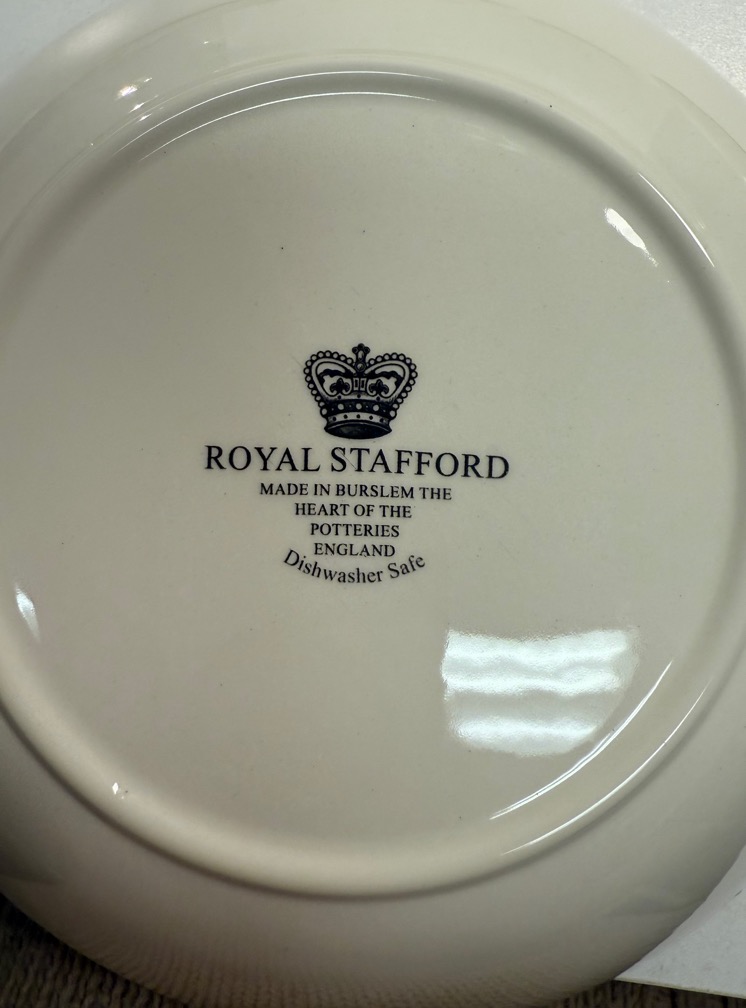 ROYAL STAFFORD
MADE IN BURSLEM THE
HEART OF THE
POTTERIES
ENGLAND
Dishwasher Safe